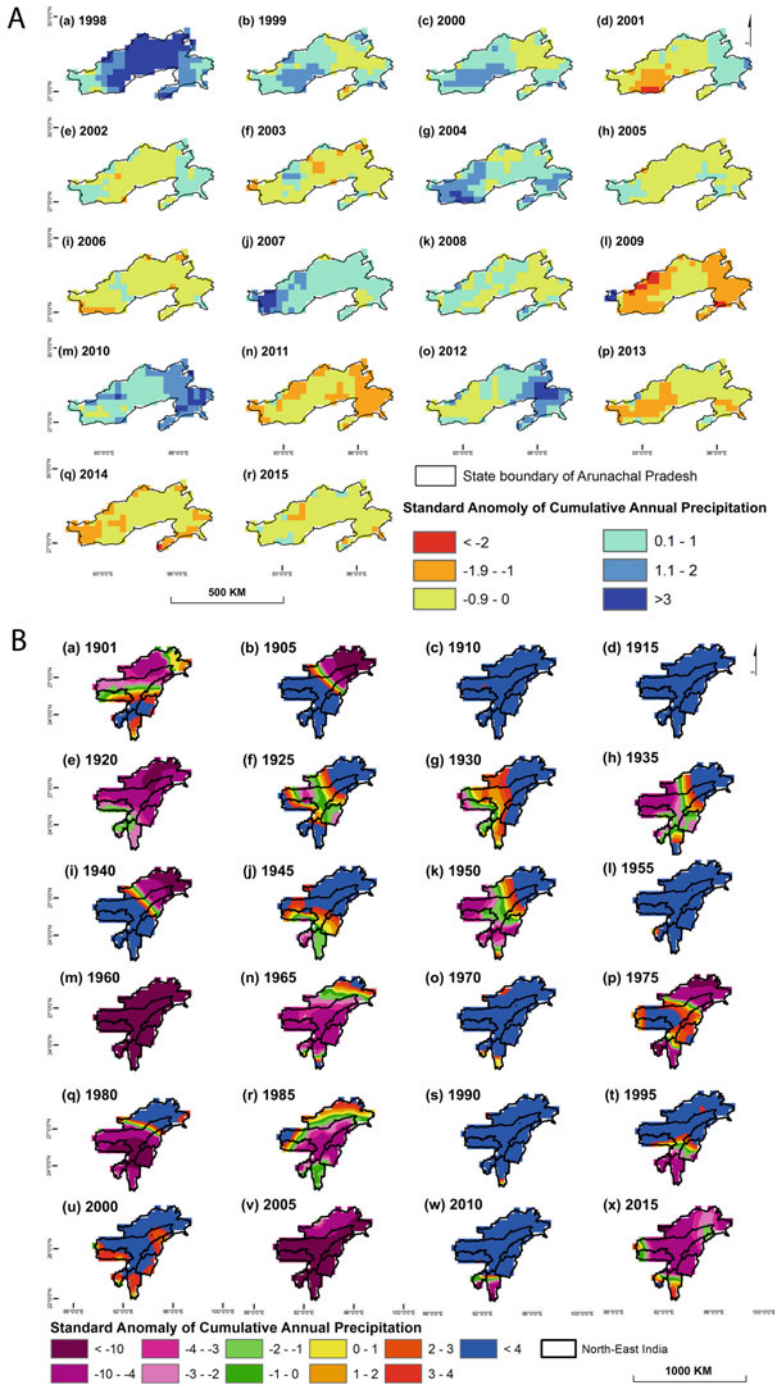 A
(a) 1998
(b) 1999
(c) 2000
(d) 2001
(e) 2002
(f) 2003
(g) 2004
(h) 2005
(i) 2006
(j) 2007
(k) 2008
(l) 2009
(m) 2010
(n) 2011
(o) 2012
(p) 2013
(q) 2014
(r) 2015
State boundary of Arunachal Pradesh
Standard Anomoly of Cumulative Annual Precipitation
< -2
0.1 - 1
-1.9 - -1
1.1 - 2
-0.9 - 0
>3
500 KM
B
(a) 1901
(b) 1905
(c) 1910
(d) 1915
(e) 1920
(f) 1925
(g) 1930
(h) 1935
(i) 1940
(j) 1945
(k) 1950
(l) 1955
(m) 1960
(n) 1965
(o) 1970
(p) 1975
(q) 1980
(r) 1985
(s) 1990
(t) 1995
(u) 2000
(v) 2005
(w) 2010
(x) 2015
Standard Anomoly of Cumulative Annual Precipitation
< -10
-4 - -3
-2 - -1
0 - 1
2 - 3
< 4
North-East India
-10 - -4
-3 - -2
-1 - 0
1 - 2
3 - 4
1000 KM